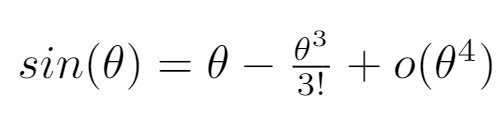 sin(θ) = θ − θ³/3! + o(θ⁴)